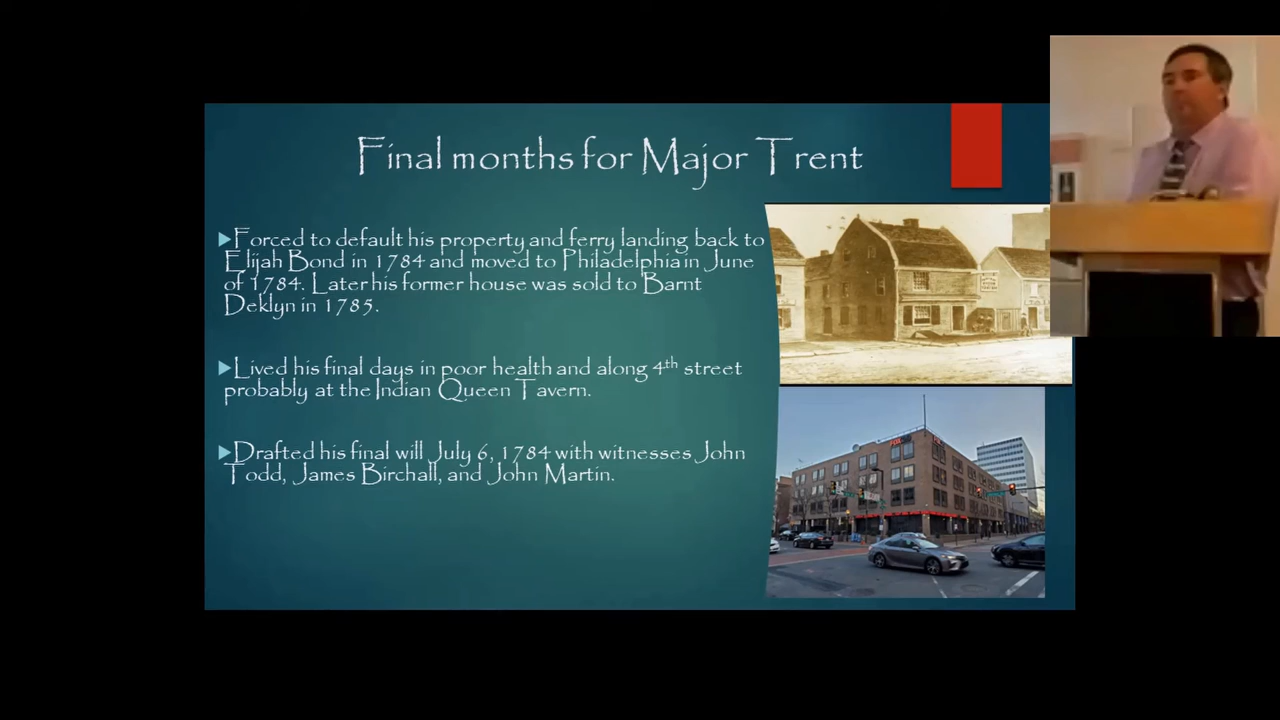 Final months for Major Trent
Forced to default his property and ferry landing back to
Elijah Bond in 1784 and moved to Philadelphia in June
of 1784. Later his former house was sold to Barnt
Deklyn in 1785.
Lived his final days in poor health and along 4th street
probably at the Indian Queen Tavern.
Drafted his final will July 6, 1784 with witnesses John
Todd, James Birchall, and John Martin.